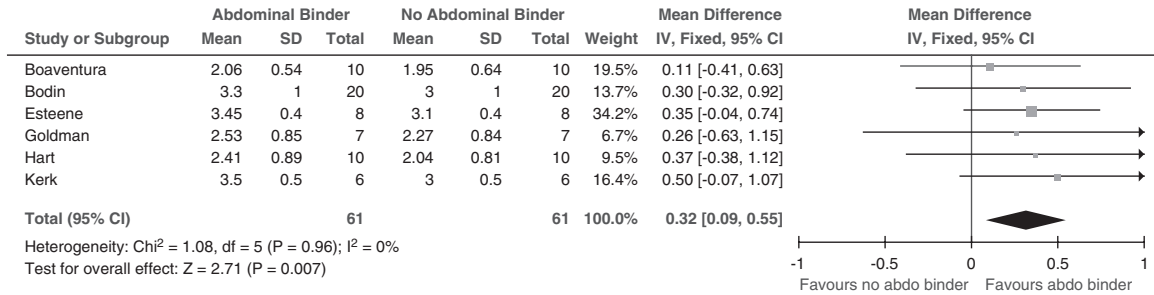 Abdominal Binder No Abdominal Binder Mean Difference Mean Difference
Study or Subgroup Mean SD Total Mean SD Total Weight IV, Fixed, 95% CI IV, Fixed, 95% CI
Boaventura 2.06 0.54 10 1.95 0.64 10 19.5% 0.11 [-0.41, 0.63]
Bodin 3.3 1 20 3 1 20 13.7% 0.30 [-0.32, 0.92]
Esteene 3.45 0.4 8 3.1 0.4 8 34.2% 0.35 [-0.04, 0.74]
Goldman 2.53 0.85 7 2.27 0.84 7 6.7% 0.26 [-0.63, 1.15]
Hart 2.41 0.89 10 2.04 0.81 10 9.5% 0.37 [-0.38, 1.12]
Kerk 3.5 0.5 6 3 0.5 6 16.4% 0.50 [-0.07, 1.07]
Total (95% CI) 61 61 100.0% 0.32 [0.09, 0.55]
Heterogeneity: Chi² = 1.08, df = 5 (P = 0.96); I² = 0%
Test for overall effect: Z = 2.71 (P = 0.007)
-1 -0.5 0 0.5 1
Favours no abdo binder Favours abdo binder